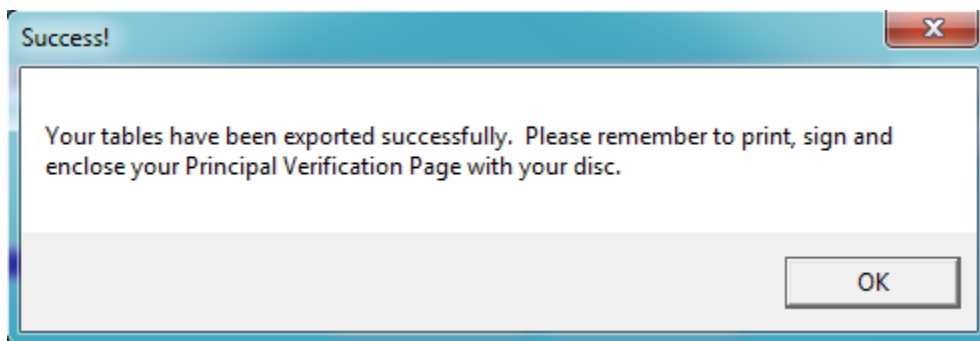 Success!
Your tables have been exported successfully.  Please remember to print, sign and
enclose your Principal Verification Page with your disc.
OK